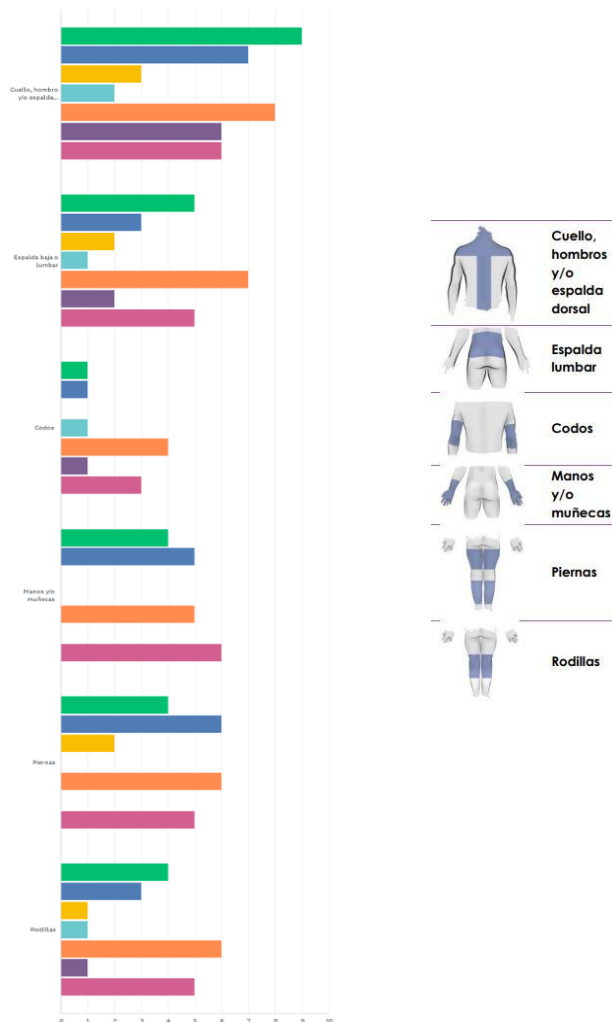 Cuello, hombro
y/o espalda...
Espalda baja o
lumbar
Codos
Manos y/o
muñecas
Piernas
Rodillas
0 1 2 3 4 5 6 7 8 9 10
Cuello,
hombros
y/o
espalda
dorsal
Espalda
lumbar
Codos
Manos
y/o
muñecas
Piernas
Rodillas